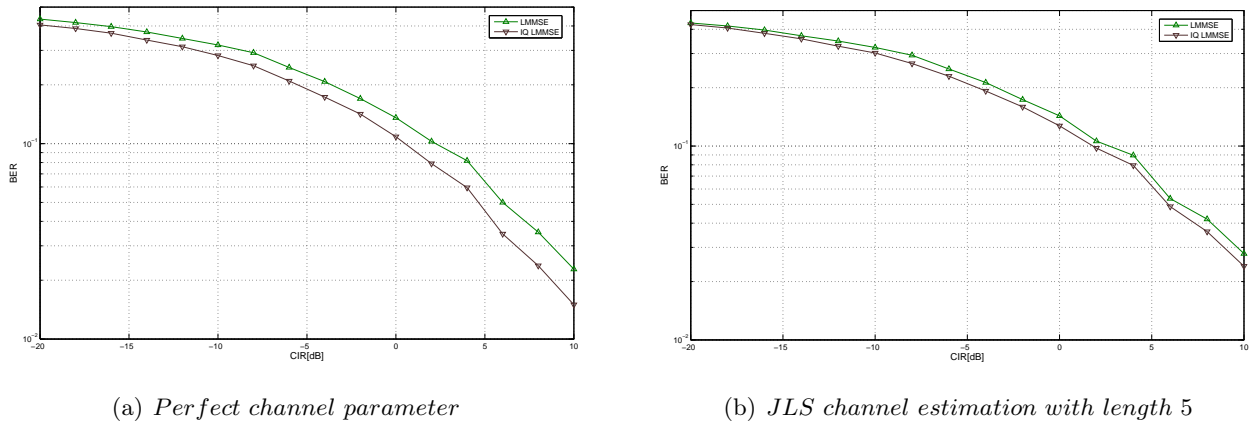 LMMSE
IQ LMMSE
10⁻¹
10⁻²
BER
−20
−15
−10
−5
0
5
10
CIR[dB]
(a) Perfect channel parameter
LMMSE
IQ LMMSE
10⁻¹
10⁻²
BER
−20
−15
−10
−5
0
5
10
CIR[dB]
(b) JLS channel estimation with length 5